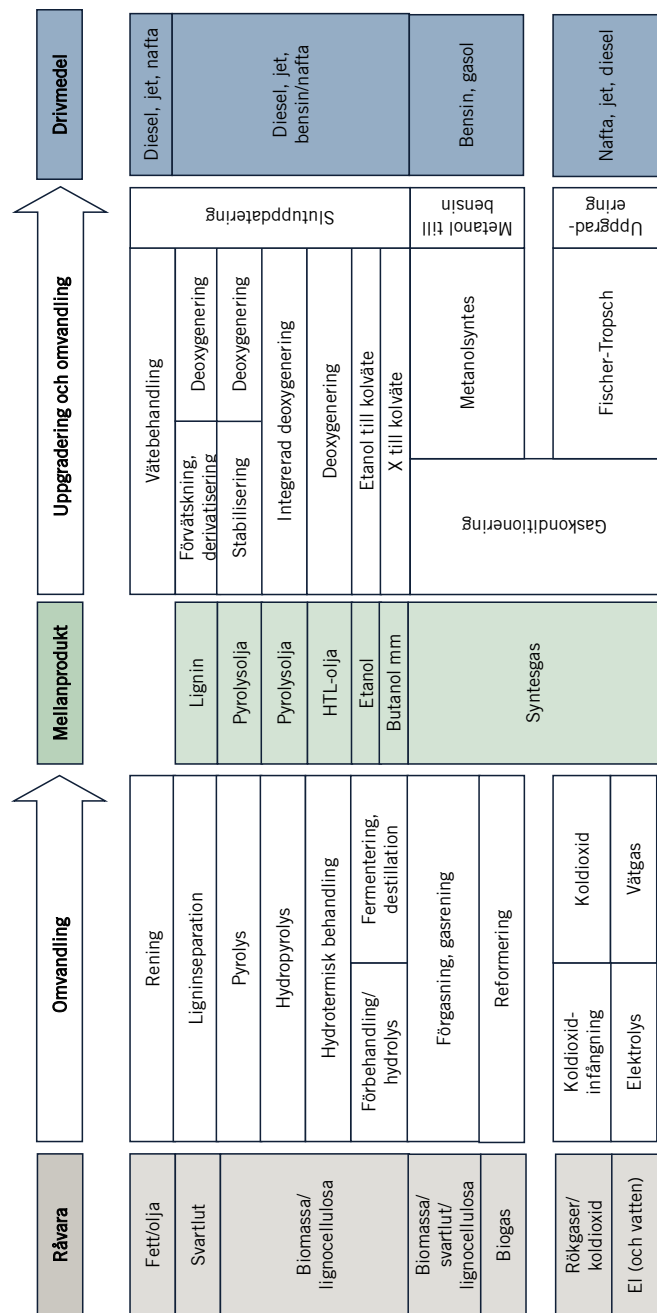 Råvara
Omvandling
Mellanprodukt
Uppgradering och omvandling
Drivmedel
Fett/olja
Rening
Vätebehandling
Slutuppdatering
Diesel, jet, nafta
Svartlut
Ligninseparation
Lignin
Förvätskning,
derivatisering
Deoxygenering
Diesel, jet,
bensin/nafta
Biomassa/
lignocellulosa
Pyrolys
Pyrolysolja
Stabilisering
Deoxygenering
Hydropyrolys
Pyrolysolja
Integrerad deoxygenering
Hydrotermisk behandling
HTL-olja
Deoxygenering
Förbehandling/
hydrolys
Fermentering,
destillation
Etanol
Etanol till kolväte
Butanol mm
X till kolväte
Biomassa/
svartlut/
lignocellulosa
Förgasning, gasrening
Syntesgas
Gaskonditionering
Metanolsyntes
Metanol till
bensin
Bensin, gasol
Biogas
Reformering
Rökgaser/
koldioxid
Koldioxid-
infångning
Koldioxid
Fischer-Tropsch
Uppgrad-
ering
Nafta, jet, diesel
El (och vatten)
Elektrolys
Vätgas